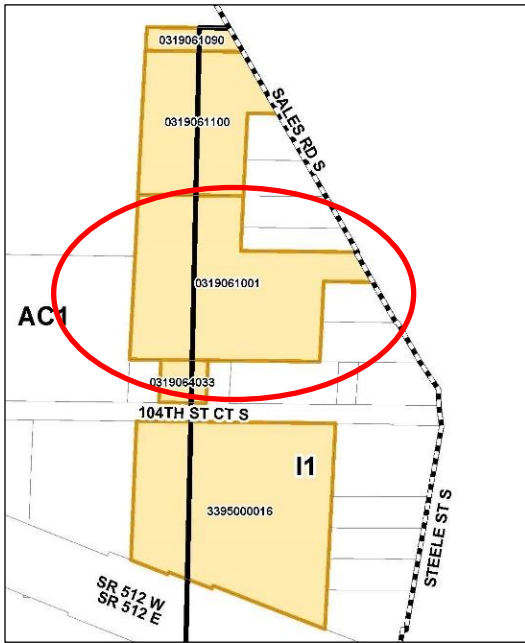 0319061090
SALES RD S
0319061100
0319061001
AC1
0319064033
104TH ST CT S
I1
3395000016
STEELE ST S
SR 512 W
SR 512 E